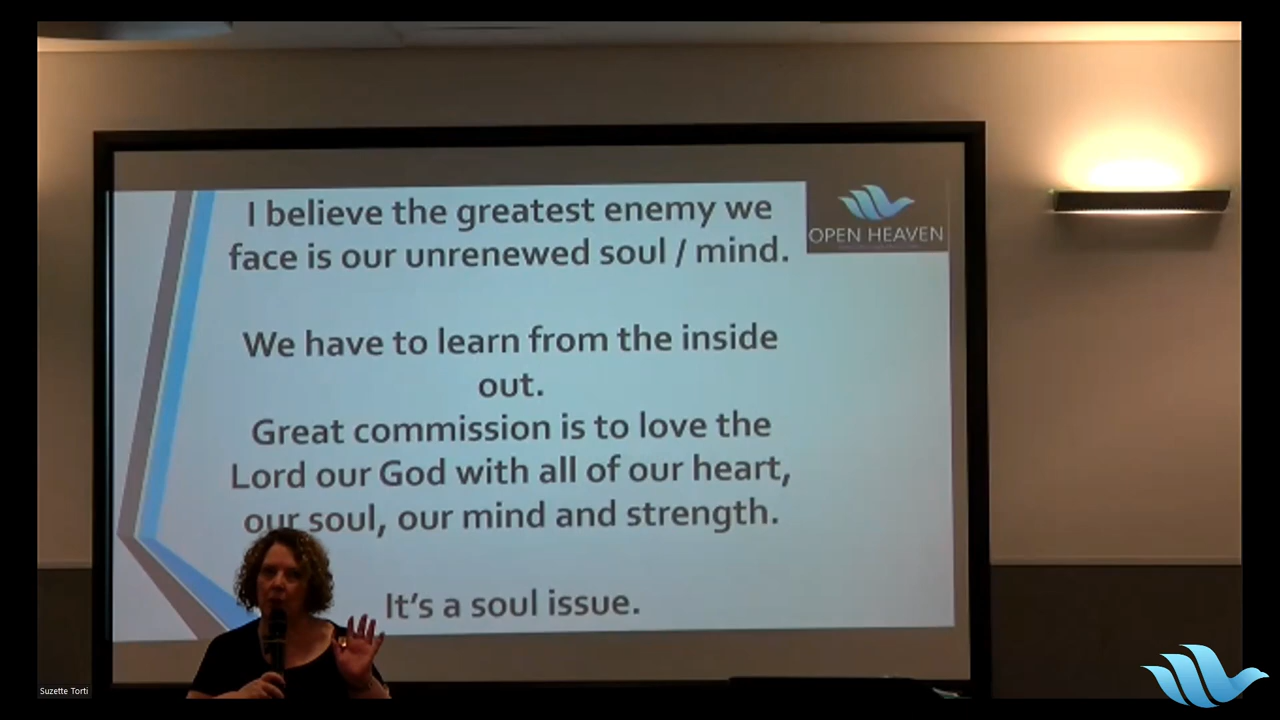 I believe the greatest enemy we
face is our unrenewed soul / mind.
OPEN HEAVEN
We have to learn from the inside
out.
Great commission is to love the
Lord our God with all of our heart,
our soul, our mind and strength.
It's a soul issue.
Suzette Torti